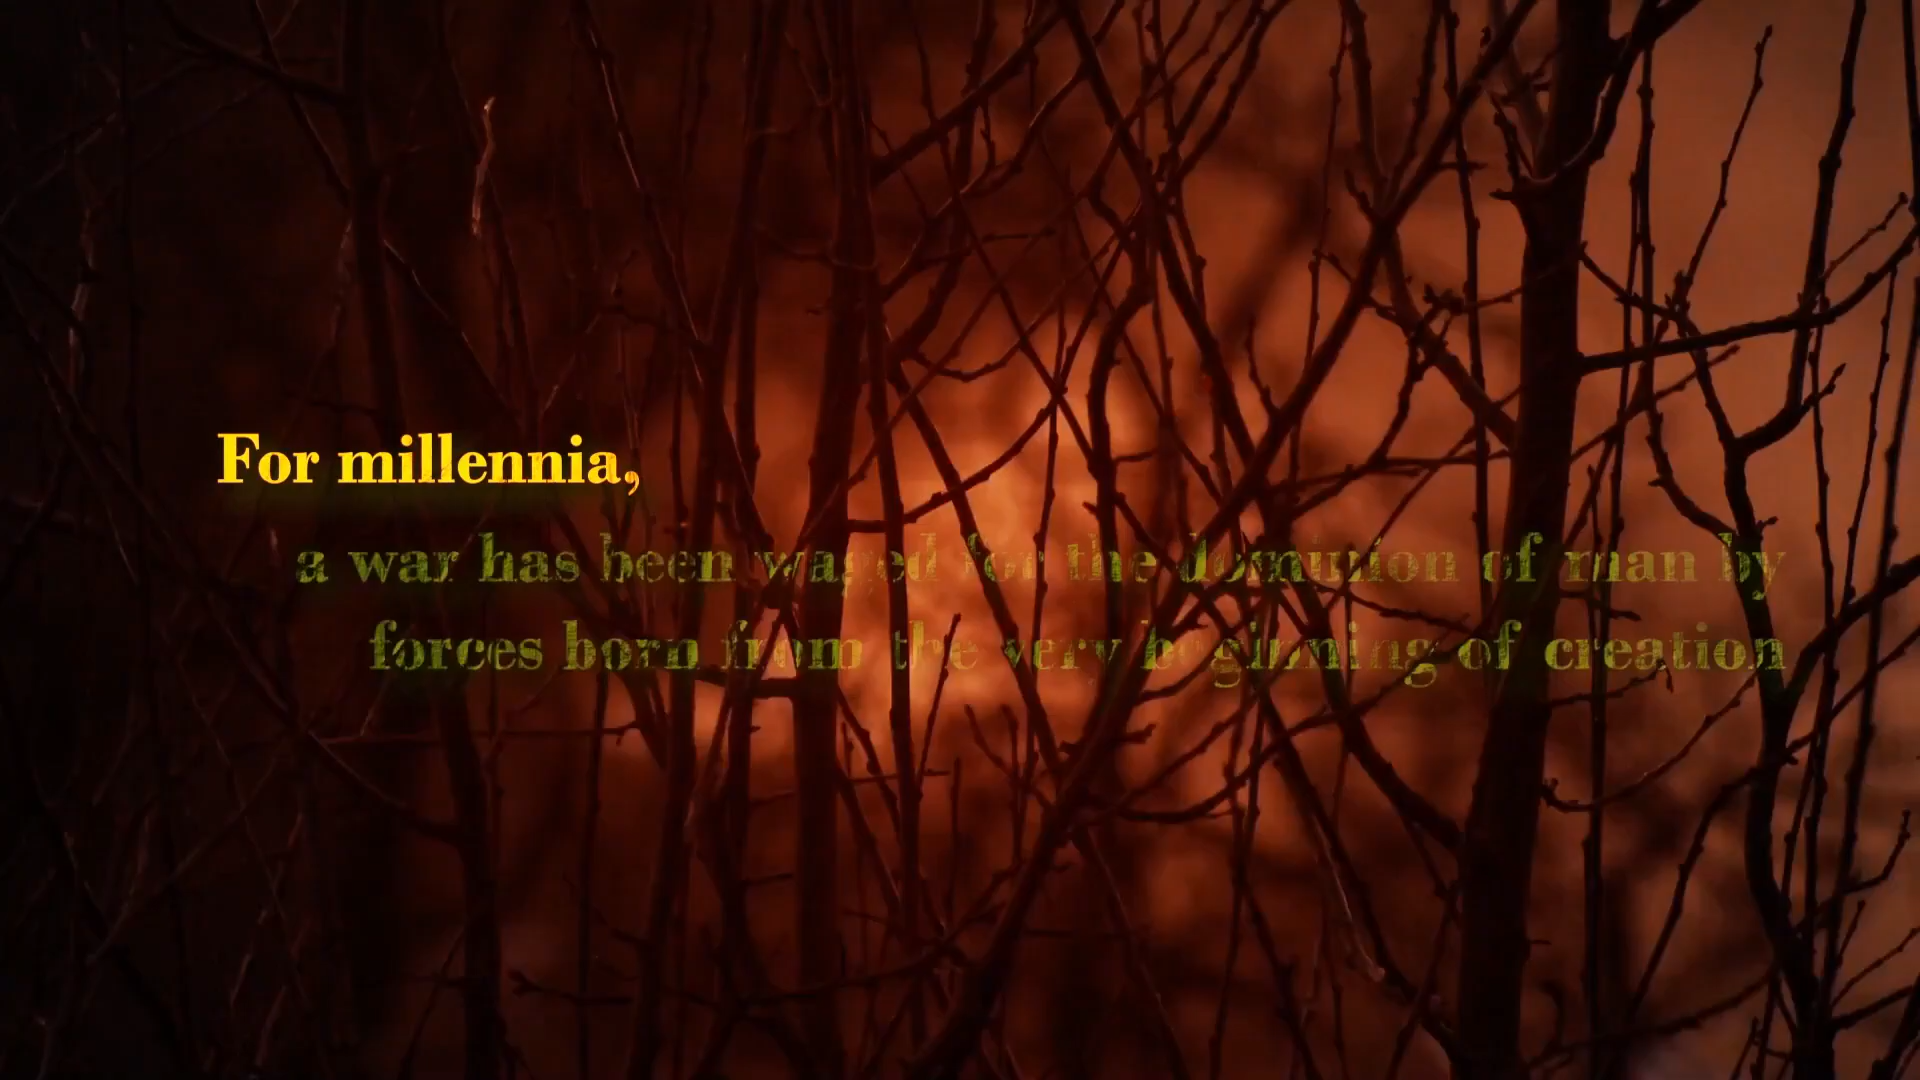 For millennia,
a war has been waged for the dominion of man by
forces born from the very beginning of creation